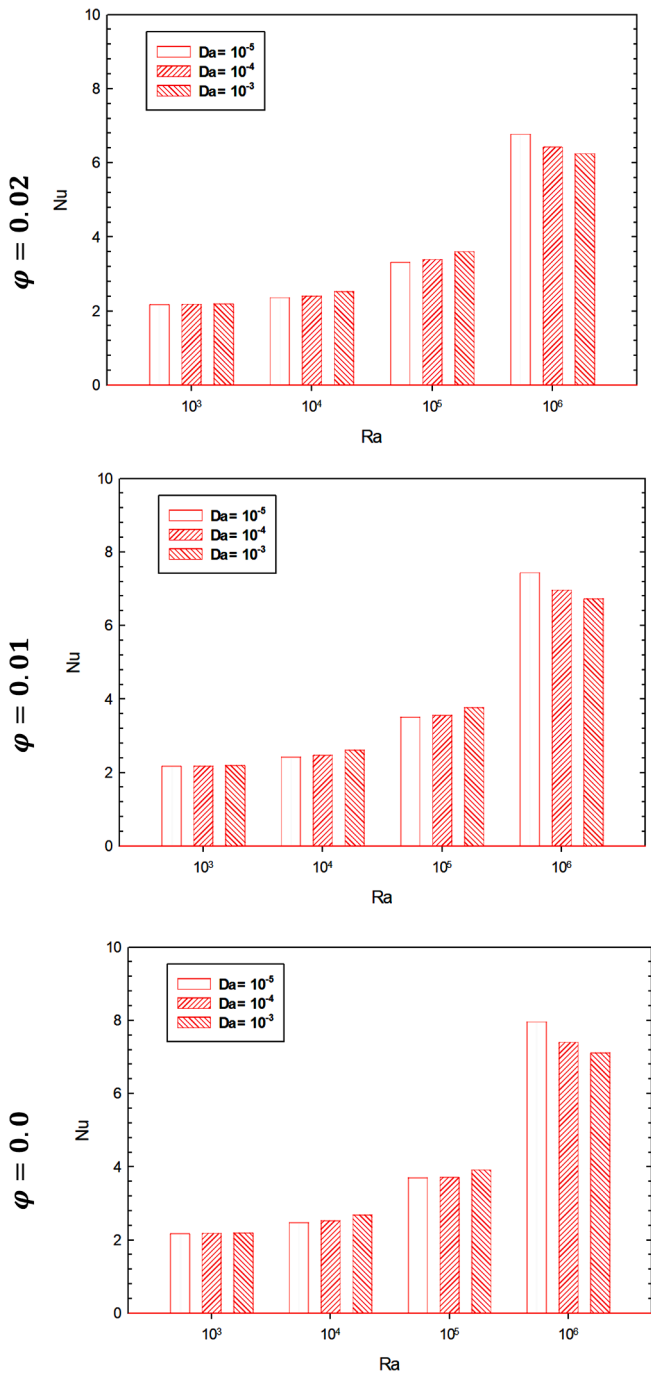 φ = 0.02
Nu
10
8
6
4
2
0
Da= 10⁻⁵
Da= 10⁻⁴
Da= 10⁻³
10³ 10⁴ 10⁵ 10⁶
Ra
φ = 0.01
Nu
10
8
6
4
2
0
Da= 10⁻⁵
Da= 10⁻⁴
Da= 10⁻³
10³ 10⁴ 10⁵ 10⁶
Ra
φ = 0.0
Nu
10
8
6
4
2
0
Da= 10⁻⁵
Da= 10⁻⁴
Da= 10⁻³
10³ 10⁴ 10⁵ 10⁶
Ra